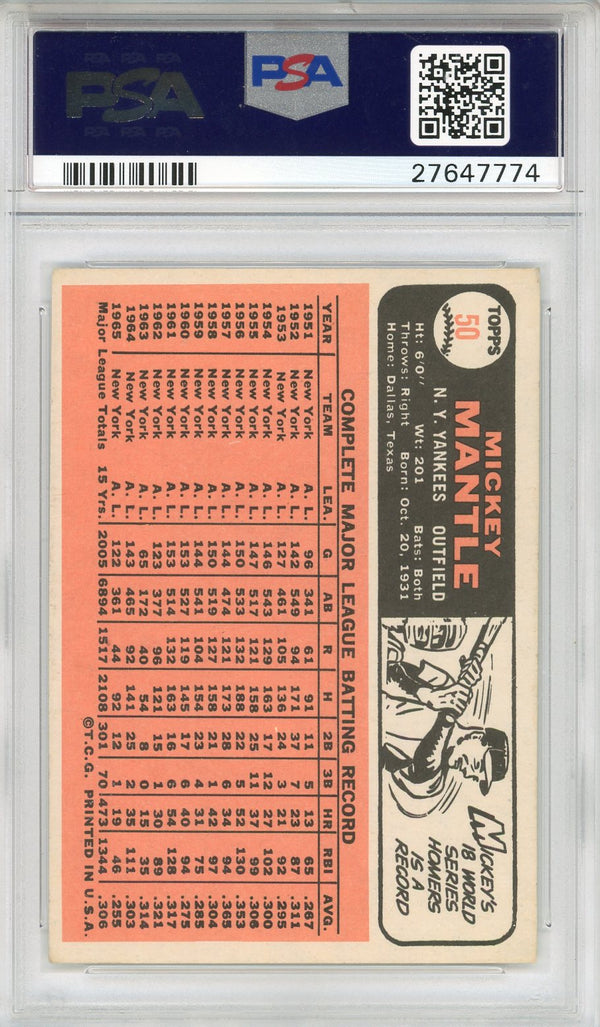 PSA PSA PSA
PSA
PSA PSA PSA
PSA
27647774
TOPPS
50
MICKEY
MANTLE
N. Y. YANKEES OUTFIELD
Ht: 6'0" Wt: 201 Bats: Both
Throws: Right Born: Oct. 20, 1931
Home: Dallas, Texas
MICKEY'S
18 WORLD
SERIES
HOMERS
IS A
RECORD
COMPLETE MAJOR LEAGUE BATTING RECORD
YEAR TEAM LEA. G AB R H 2B 3B HR RBI AVG.
1951 New York A. L. 96 341 61 91 11 5 13 65 .267
1952 New York A. L. 142 549 94 171 37 7 23 87 .311
1953 New York A. L. 127 461 105 136 24 3 21 92 .295
1954 New York A. L. 146 543 129 163 17 12 27 102 .300
1955 New York A. L. 147 517 121 158 25 11 37 99 .306
1956 New York A. L. 150 533 132 188 22 5 52 130 .353
1957 New York A. L. 144 474 121 173 28 6 34 94 .365
1958 New York A. L. 150 519 127 158 21 1 42 97 .304
1959 New York A. L. 144 541 104 154 23 4 31 75 .285
1960 New York A. L. 153 527 119 145 17 6 40 94 .275
1961 New York A. L. 153 514 132 163 16 6 54 128 .317
1962 New York A. L. 123 377 96 121 15 1 30 89 .321
1963 New York A. L. 65 172 40 54 8 0 15 35 .314
1964 New York A. L. 143 465 92 141 25 2 35 111 .303
1965 New York A. L. 122 361 44 92 12 1 19 46 .255
Major League Totals 15 Yrs. 2005 6894 1517 2108 301 70 473 1344 .306
©T.C.G. PRINTED IN U.S.A.